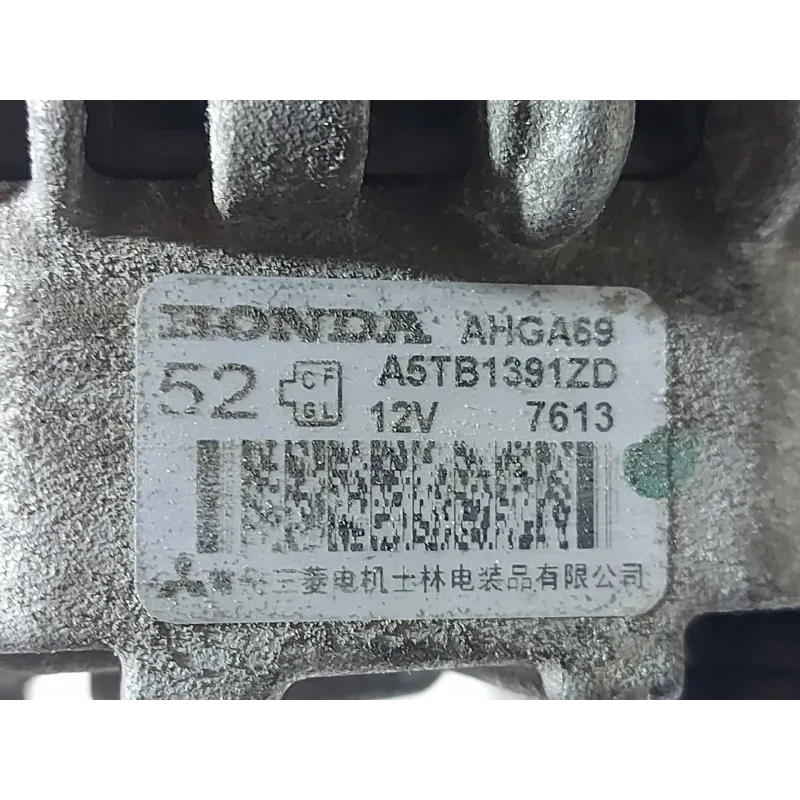 HONDA AHGA69
52 CF A5TB1391ZD
GL 12V 7613
三菱电机士林电装品有限公司